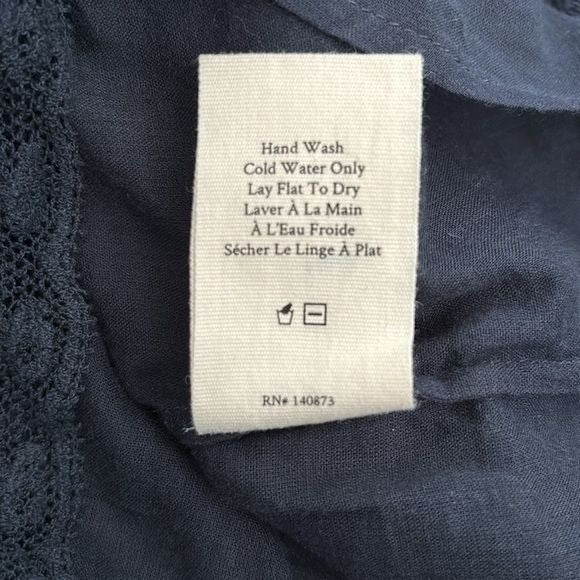 Hand Wash
Cold Water Only
Lay Flat To Dry
Laver À La Main
À L'Eau Froide
Sécher Le Linge À Plat
RN# 140873